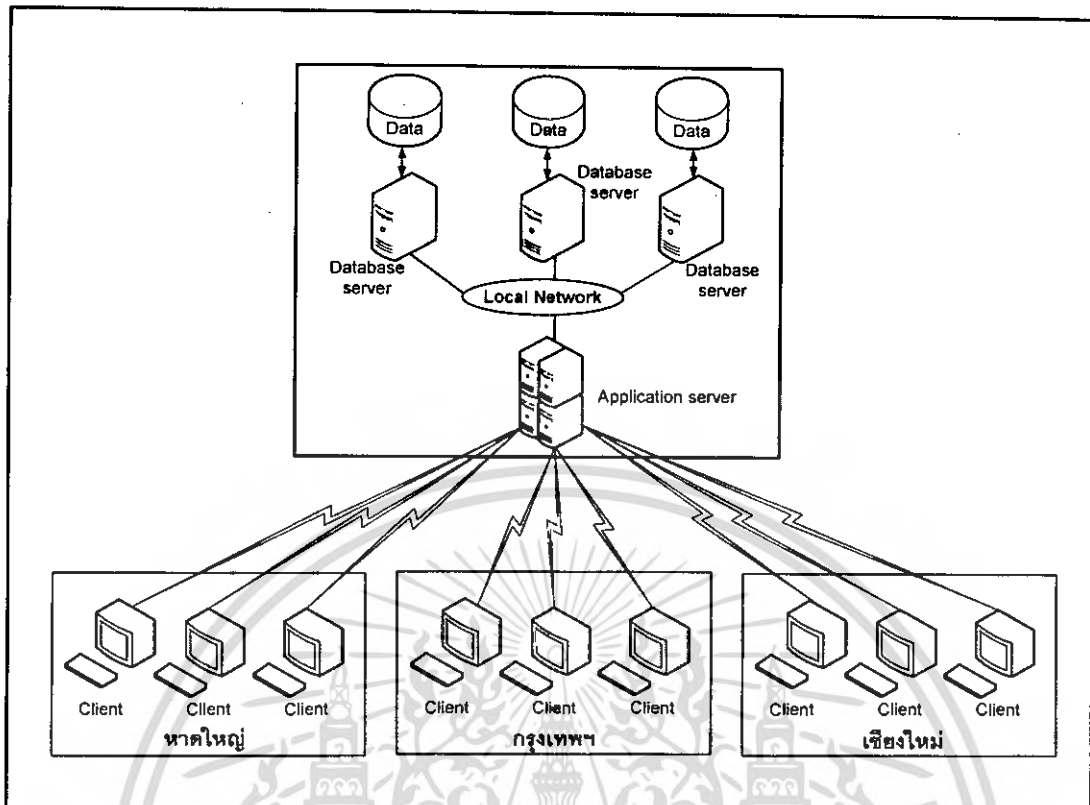 Data Data Data
Database
server
Database
server
Database
server
Local Network
Application server
Client Client Client
Client Client Client
Client Client Client
หาดใหญ่
กรุงเทพฯ
เชียงใหม่